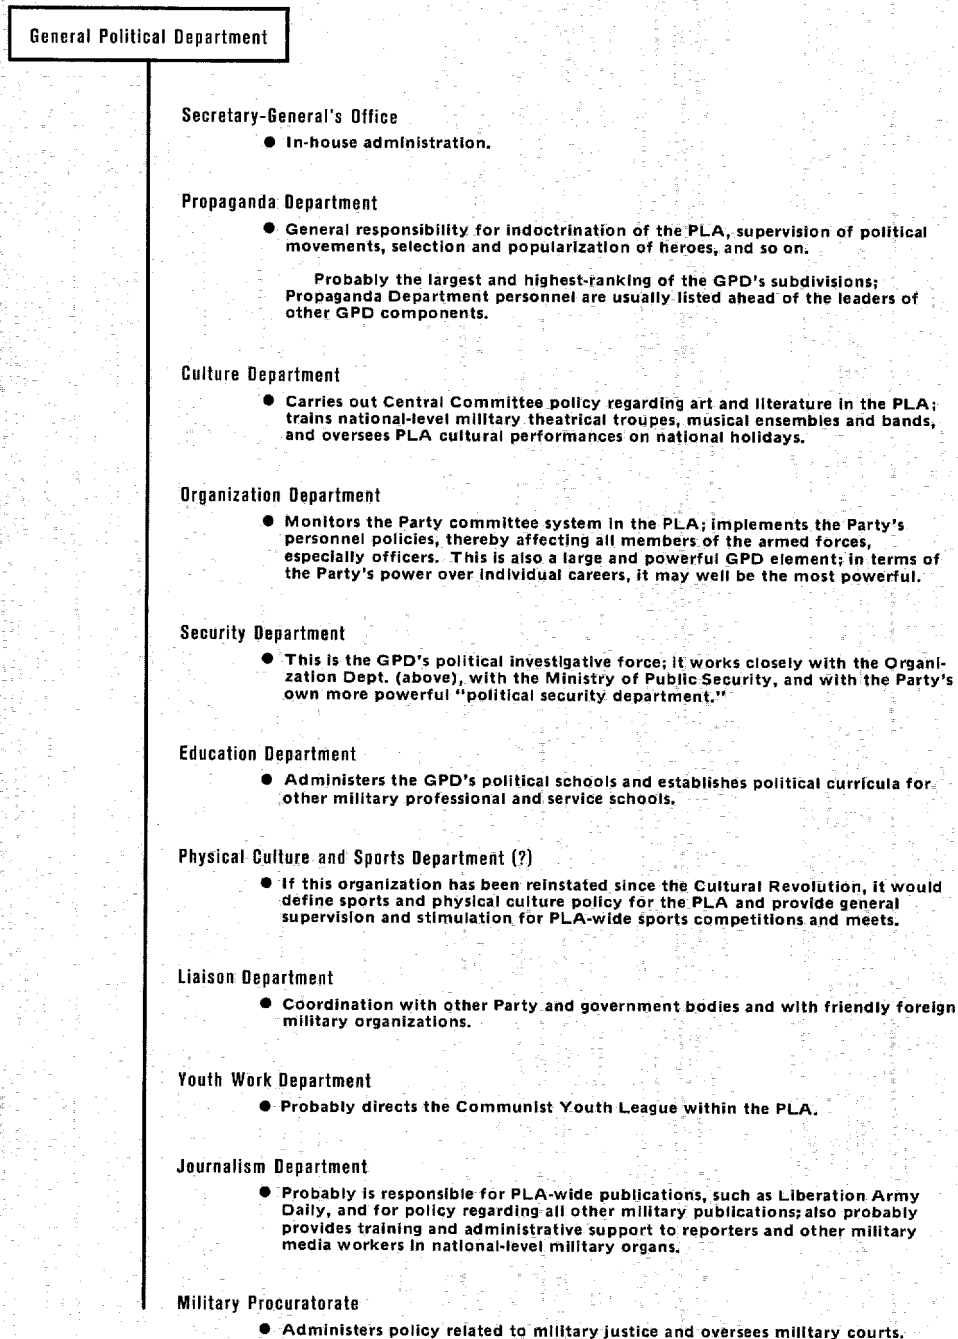 General Political Department
Secretary-General's Office
● In-house administration.
Propaganda Department
● General responsibility for indoctrination of the PLA, supervision of political
movements, selection and popularization of heroes, and so on.
Probably the largest and highest-ranking of the GPD's subdivisions;
Propaganda Department personnel are usually listed ahead of the leaders of
other GPD components.
Culture Department
● Carries out Central Committee policy regarding art and literature in the PLA;
trains national-level military theatrical troupes, musical ensembles and bands,
and oversees PLA cultural performances on national holidays.
Organization Department
● Monitors the Party committee system in the PLA; implements the Party's
personnel policies, thereby affecting all members of the armed forces,
especially officers. This is also a large and powerful GPD element; in terms of
the Party's power over individual careers, it may well be the most powerful.
Security Department
● This is the GPD's political investigative force; it works closely with the Organi-
zation Dept. (above), with the Ministry of Public Security, and with the Party's
own more powerful "political security department."
Education Department
● Administers the GPD's political schools and establishes political curricula for
other military professional and service schools.
Physical Culture and Sports Department (?)
● If this organization has been reinstated since the Cultural Revolution, it would
define sports and physical culture policy for the PLA and provide general
supervision and stimulation for PLA-wide sports competitions and meets.
Liaison Department
● Coordination with other Party and government bodies and with friendly foreign
military organizations.
Youth Work Department
● Probably directs the Communist Youth League within the PLA.
Journalism Department
● Probably is responsible for PLA-wide publications, such as Liberation Army
Daily, and for policy regarding all other military publications; also probably
provides training and administrative support to reporters and other military
media workers in national-level military organs.
Military Procuratorate
● Administers policy related to military justice and oversees military courts.